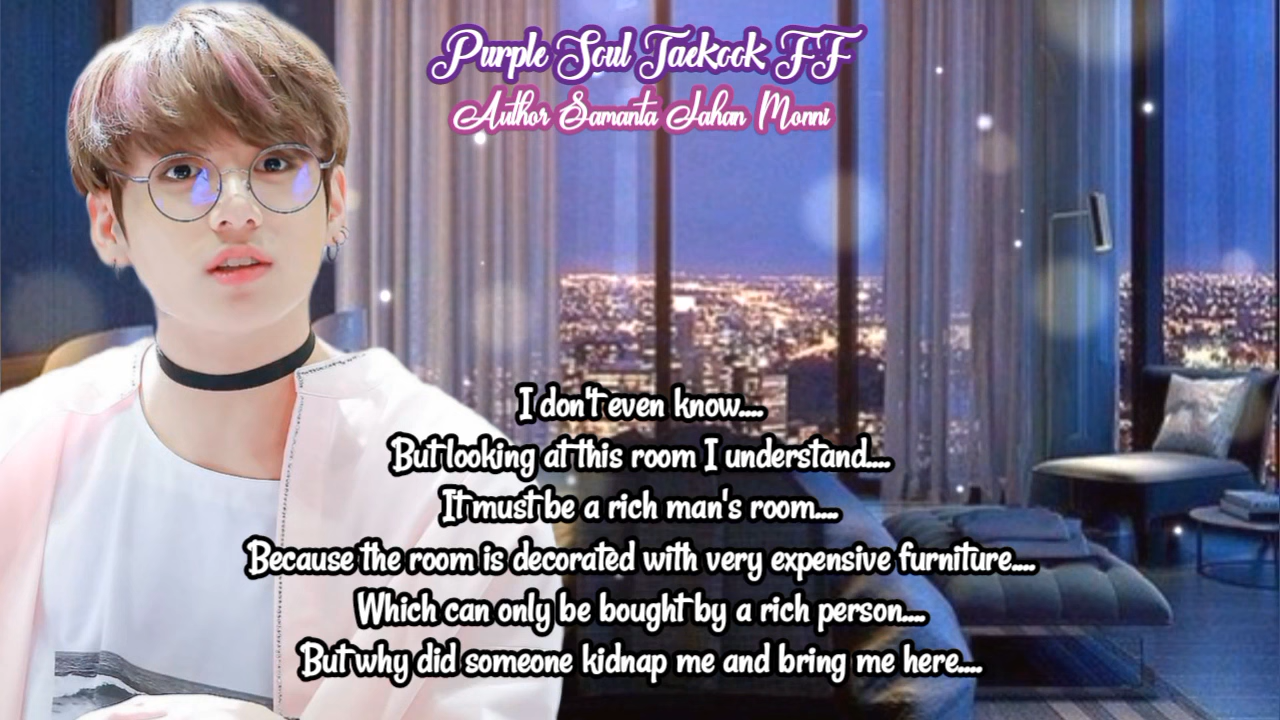 Purple Soul Taekook FF
Author Samanta Jahan Monni
I don't even know....
But looking at this room I understand....
It must be a rich man's room....
Because the room is decorated with very expensive furniture....
Which can only be bought by a rich person....
But why did someone kidnap me and bring me here....